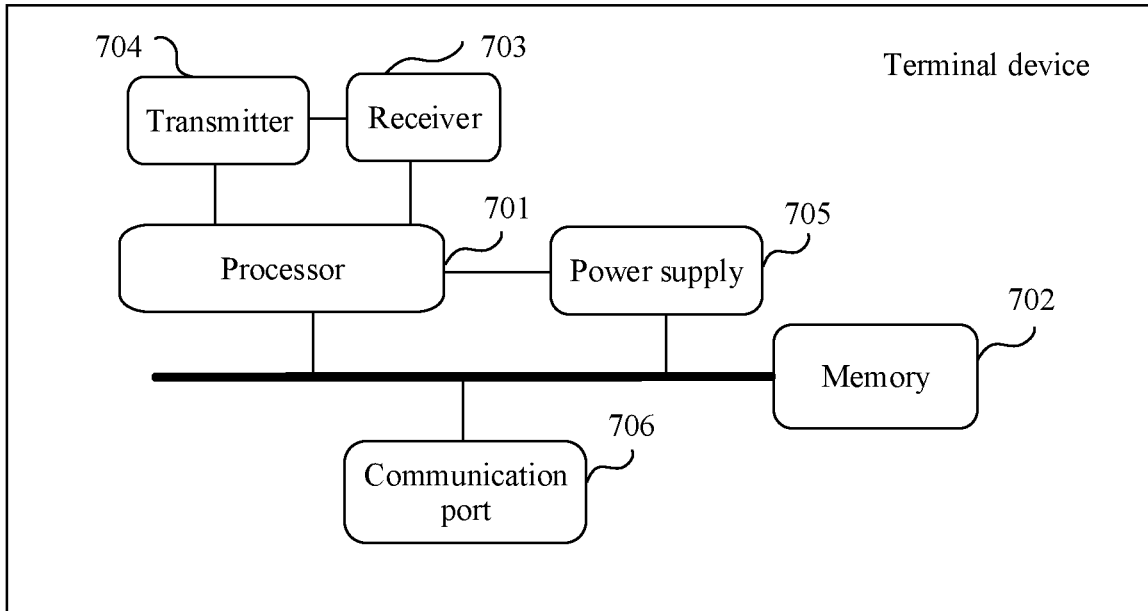 704
703
Terminal device
Transmitter
Receiver
701
705
Processor
Power supply
702
Memory
706
Communication
port